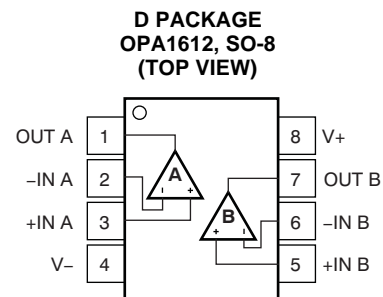 D PACKAGE
OPA1612, SO-8
(TOP VIEW)
OUT A 1 8 V+
−IN A 2 A 7 OUT B
− +
+IN A 3 B 6 −IN B
+ −
V− 4 5 +IN B